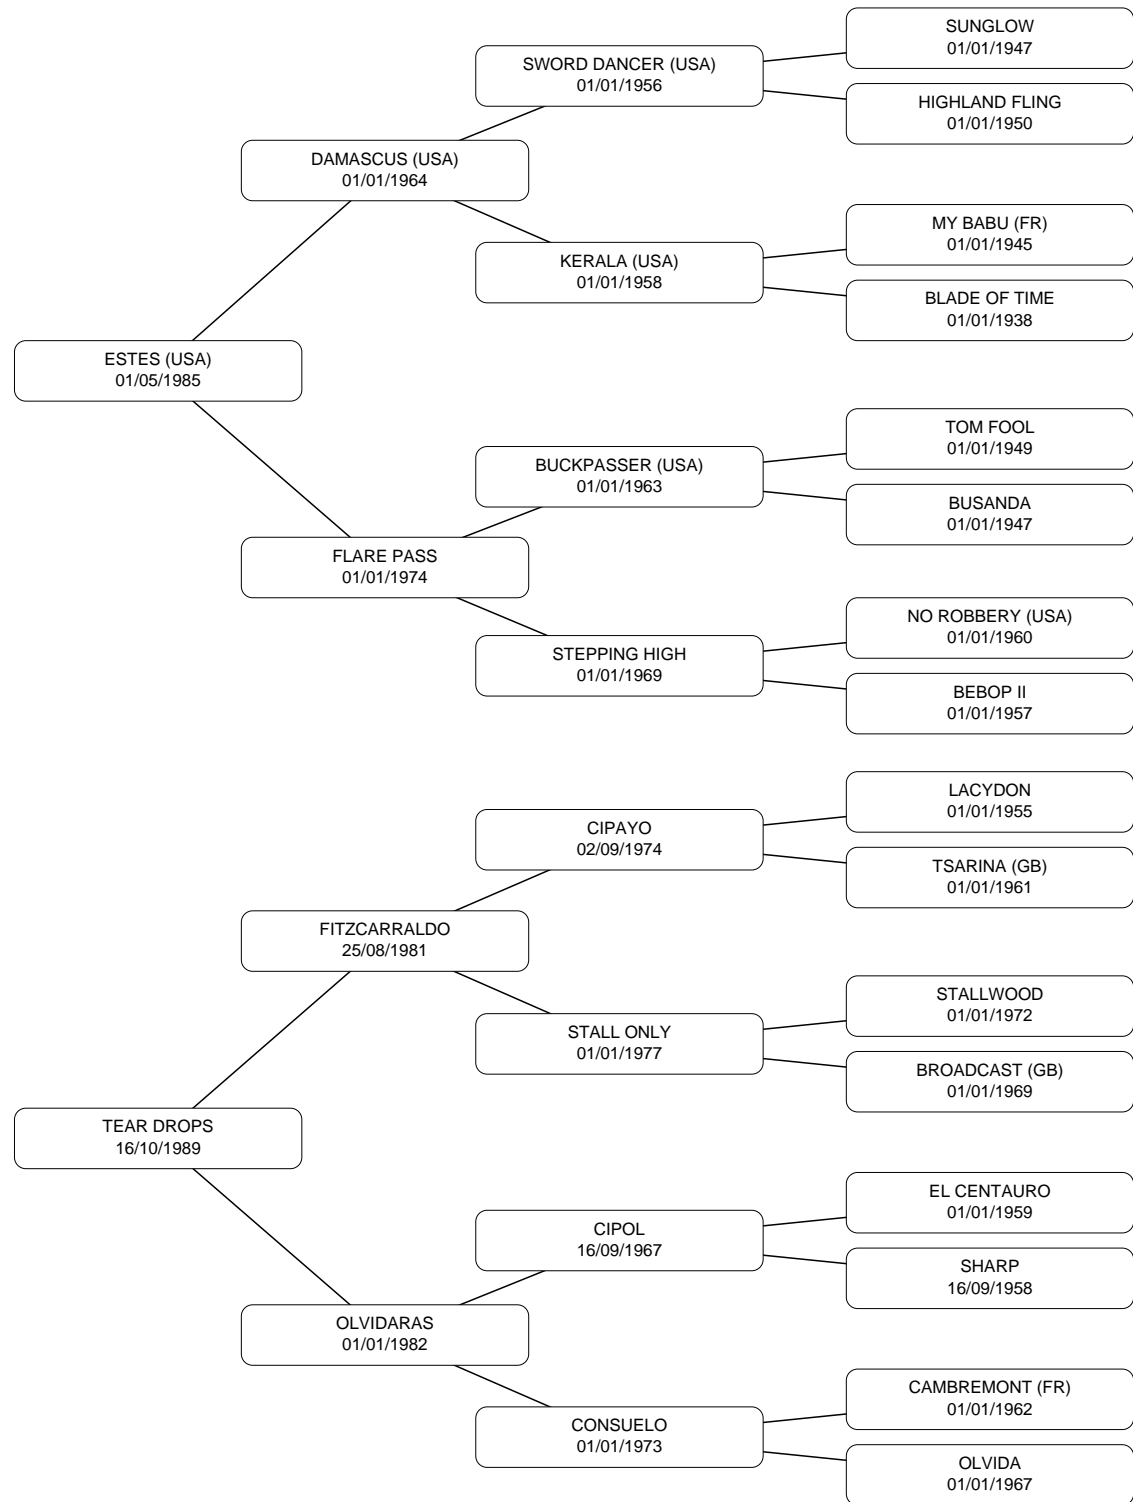 SUNGLOW
01/01/1947
SWORD DANCER (USA)
01/01/1956
HIGHLAND FLING
01/01/1950
DAMASCUS (USA)
01/01/1964
MY BABU (FR)
01/01/1945
KERALA (USA)
01/01/1958
BLADE OF TIME
01/01/1938
ESTES (USA)
01/05/1985
TOM FOOL
01/01/1949
BUCKPASSER (USA)
01/01/1963
BUSANDA
01/01/1947
FLARE PASS
01/01/1974
NO ROBBERY (USA)
01/01/1960
STEPPING HIGH
01/01/1969
BEBOP II
01/01/1957
LACYDON
01/01/1955
CIPAYO
02/09/1974
TSARINA (GB)
01/01/1961
FITZCARRALDO
25/08/1981
STALLWOOD
01/01/1972
STALL ONLY
01/01/1977
BROADCAST (GB)
01/01/1969
TEAR DROPS
16/10/1989
EL CENTAURO
01/01/1959
CIPOL
16/09/1967
SHARP
16/09/1958
OLVIDARAS
01/01/1982
CAMBREMONT (FR)
01/01/1962
CONSUELO
01/01/1973
OLVIDA
01/01/1967